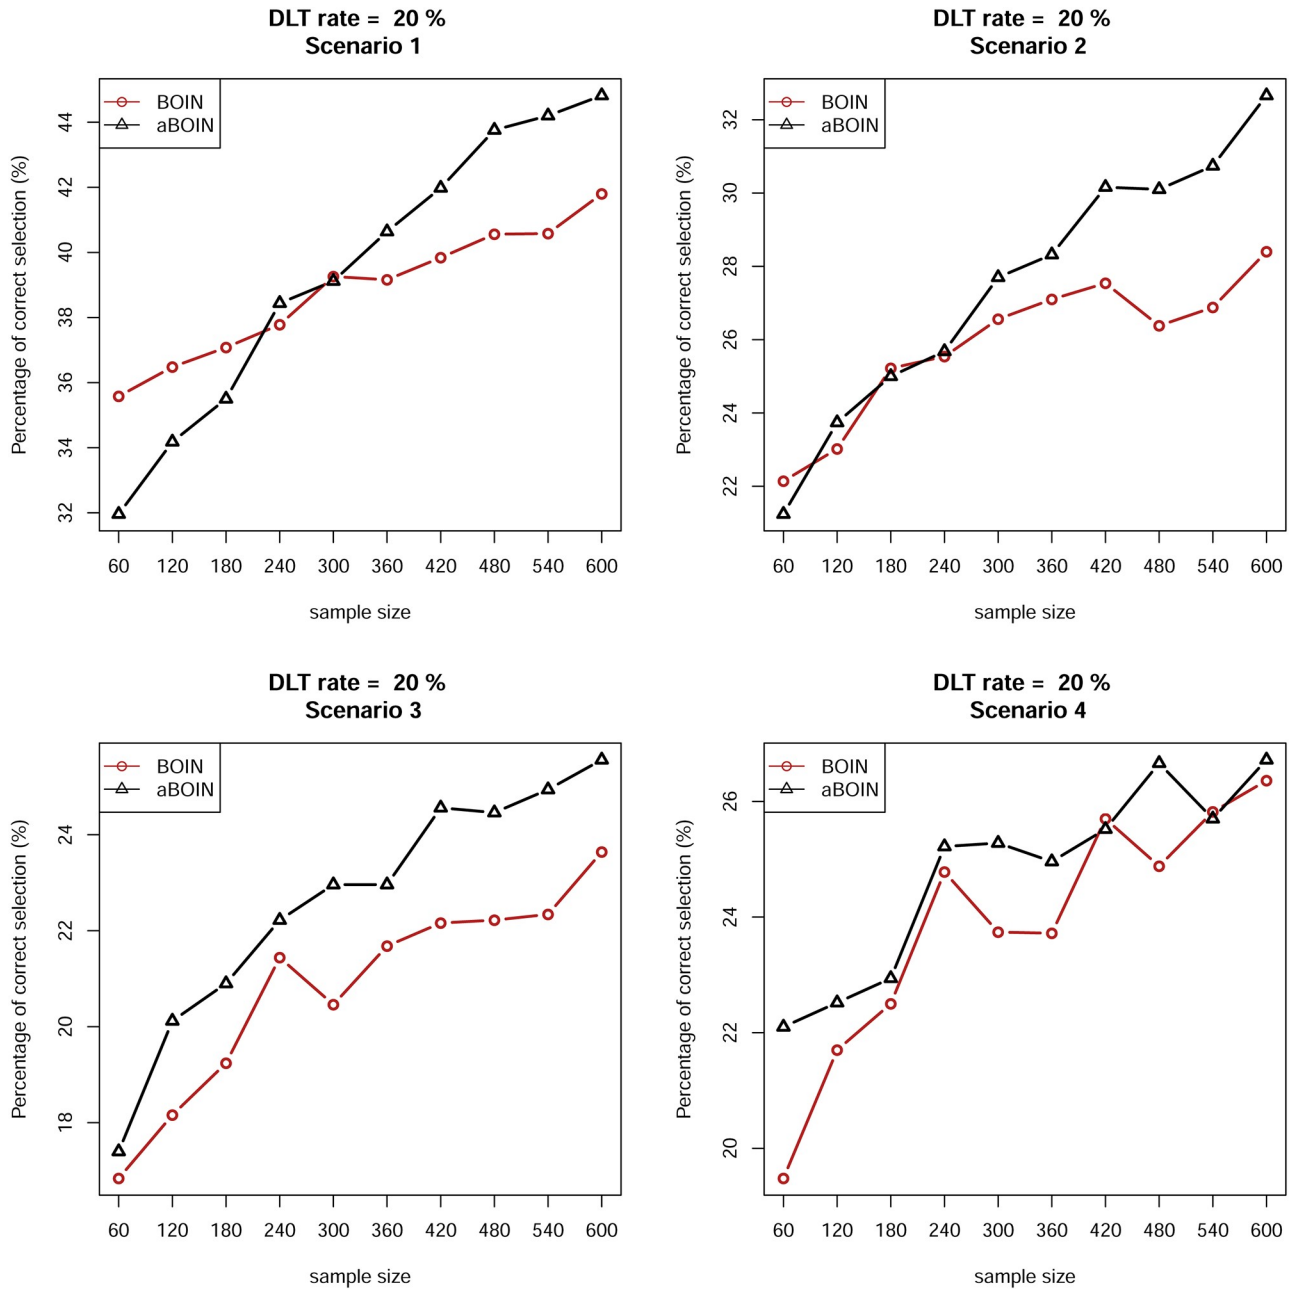 DLT rate = 20 %
Scenario 1
BOIN
aBOIN
Percentage of correct selection (%)
44
42
40
38
36
34
32
60 120 180 240 300 360 420 480 540 600
sample size
DLT rate = 20 %
Scenario 2
BOIN
aBOIN
Percentage of correct selection (%)
32
30
28
26
24
22
60 120 180 240 300 360 420 480 540 600
sample size
DLT rate = 20 %
Scenario 3
BOIN
aBOIN
Percentage of correct selection (%)
24
22
20
18
60 120 180 240 300 360 420 480 540 600
sample size
DLT rate = 20 %
Scenario 4
BOIN
aBOIN
Percentage of correct selection (%)
26
24
22
20
60 120 180 240 300 360 420 480 540 600
sample size